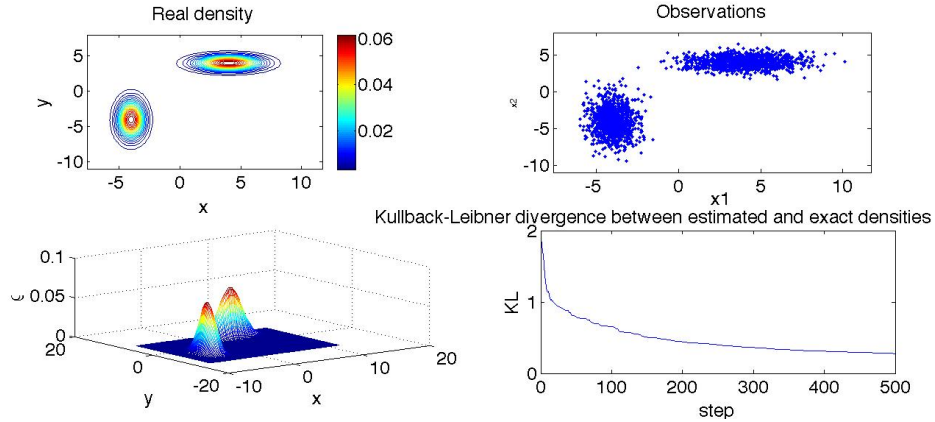 Real density
5
0
-5
-10
y
-5 0 5 10
x
0.06
0.04
0.02
Observations
5
0
-5
-10
x2
-5 0 5 10
x1
0.1
0.05
0
20
0
-20
y
-10
0
10
20
x
Kullback-Leibner divergence between estimated and exact densities
2
1
0
KL
0 100 200 300 400 500
step